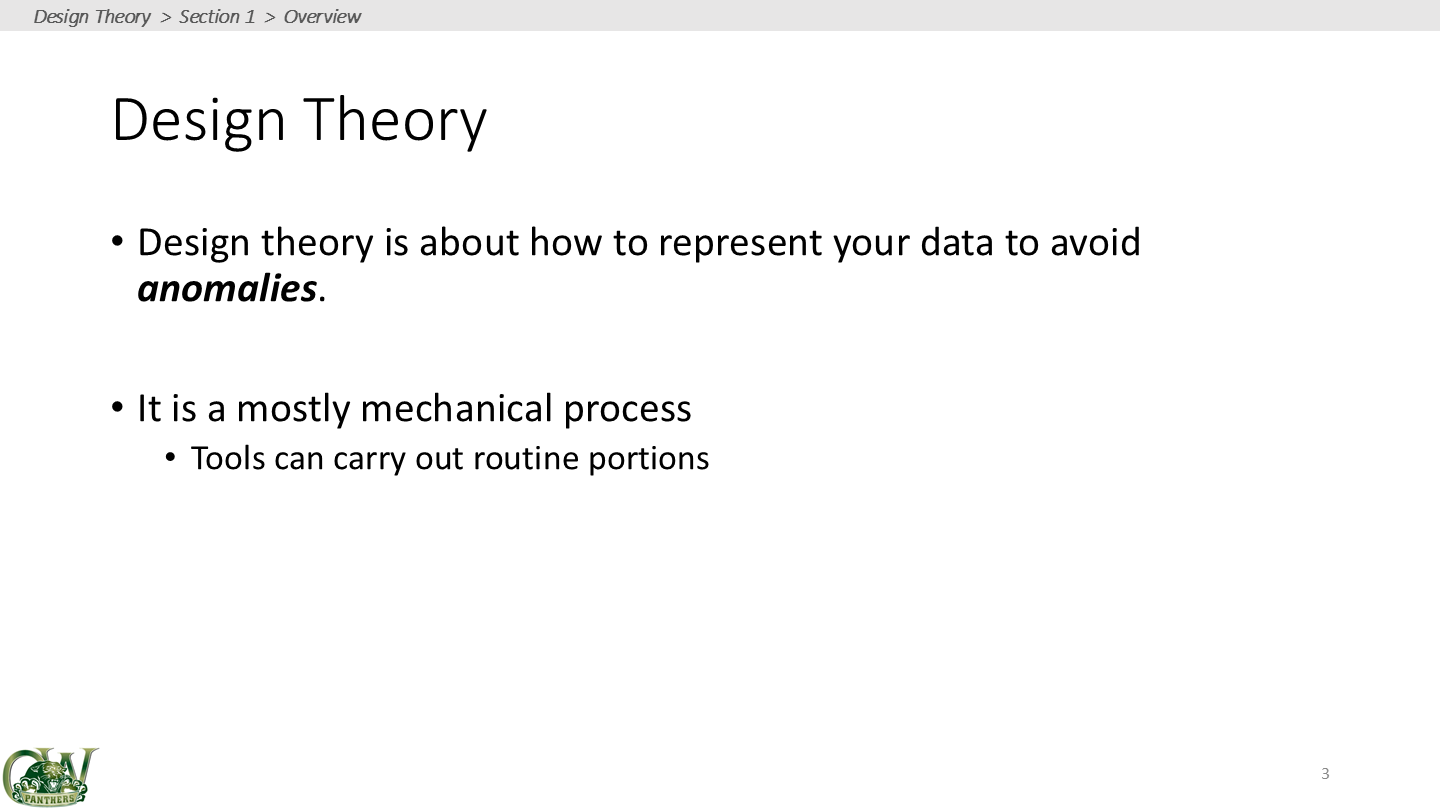 Design Theory > Section 1 > Overview
Design Theory
• Design theory is about how to represent your data to avoid
anomalies.
• It is a mostly mechanical process
• Tools can carry out routine portions
OW
PANTHERS
3